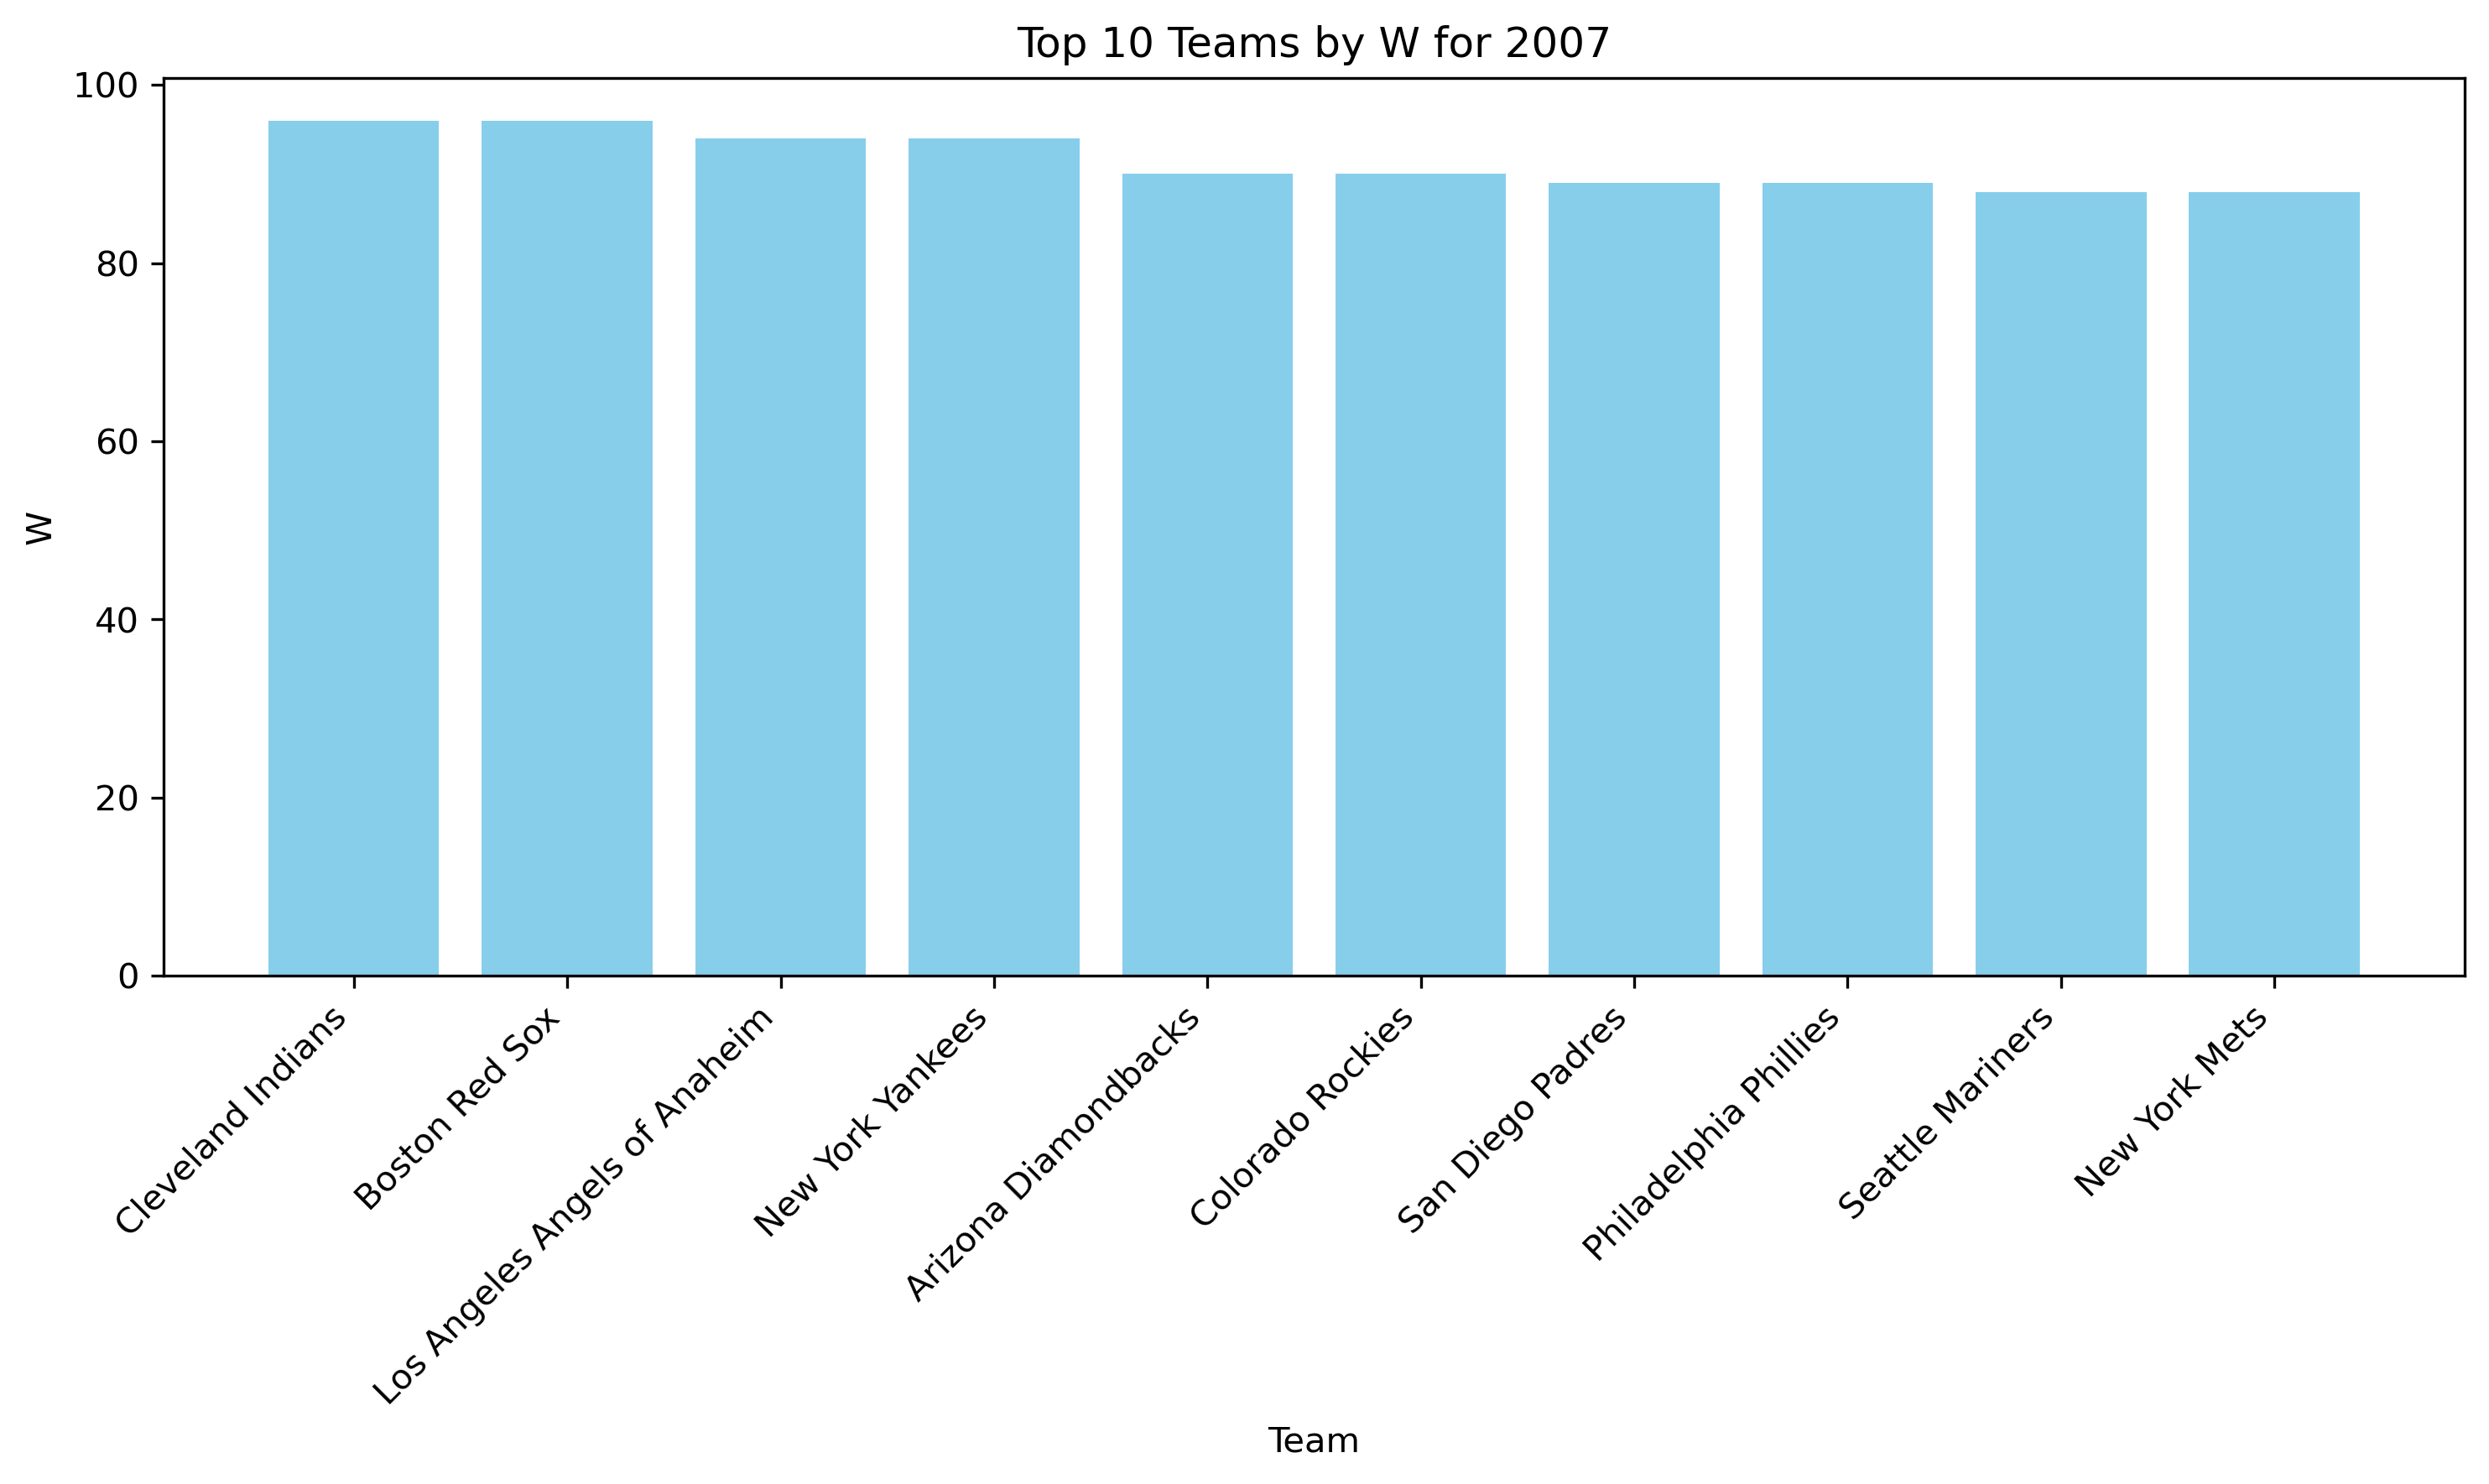 Top 10 Teams by W for 2007
100
80
60
40
20
0
W
Cleveland Indians
Boston Red Sox
Los Angeles Angels of Anaheim
New York Yankees
Arizona Diamondbacks
Colorado Rockies
San Diego Padres
Philadelphia Phillies
Seattle Mariners
New York Mets
Team